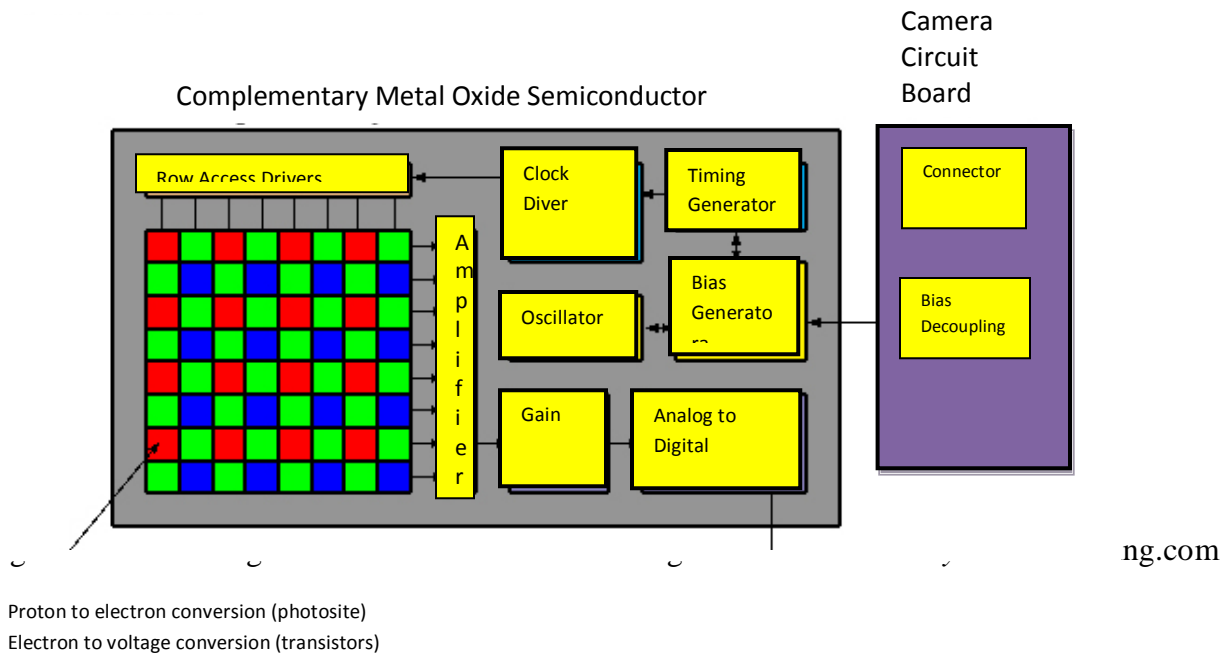 Camera
Circuit
Board
Complementary Metal Oxide Semiconductor
Row Access Drivers
Clock
Diver
Timing
Generator
Connector
A
m
p
l
i
f
i
e
r
Oscillator
Bias
Generato
Bias
Decoupling
Gain
Analog to
Digital
ng.com
Proton to electron conversion (photosite)
Electron to voltage conversion (transistors)